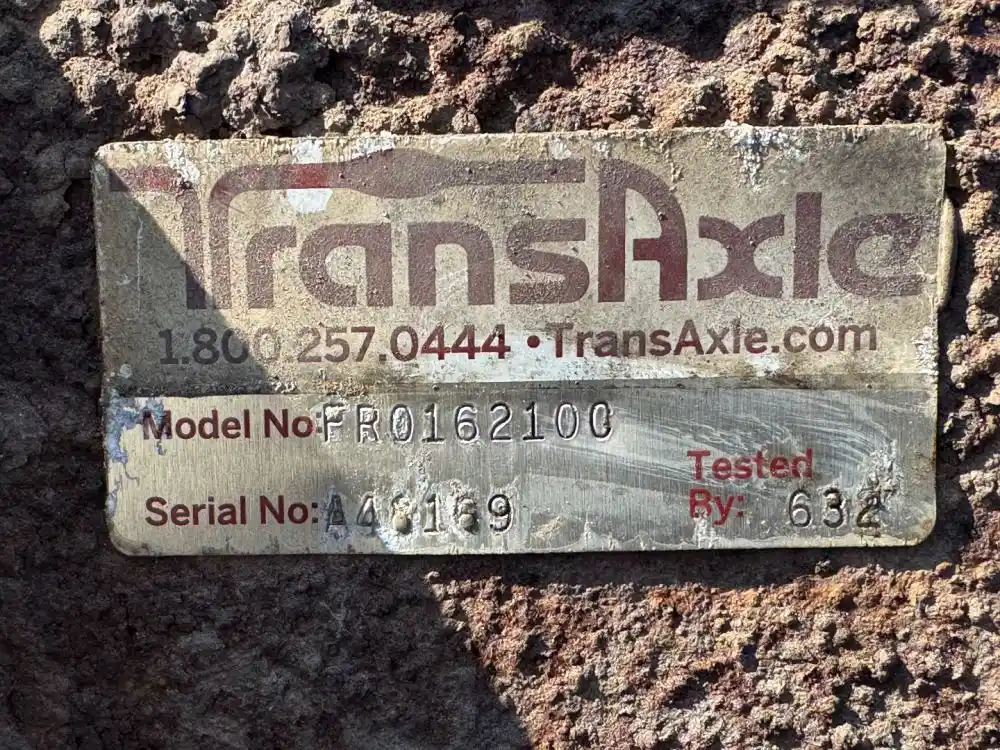 TransAxle
1.800.257.0444 • TransAxle.com
Model No: FR0162100
Tested
Serial No:
By: 632